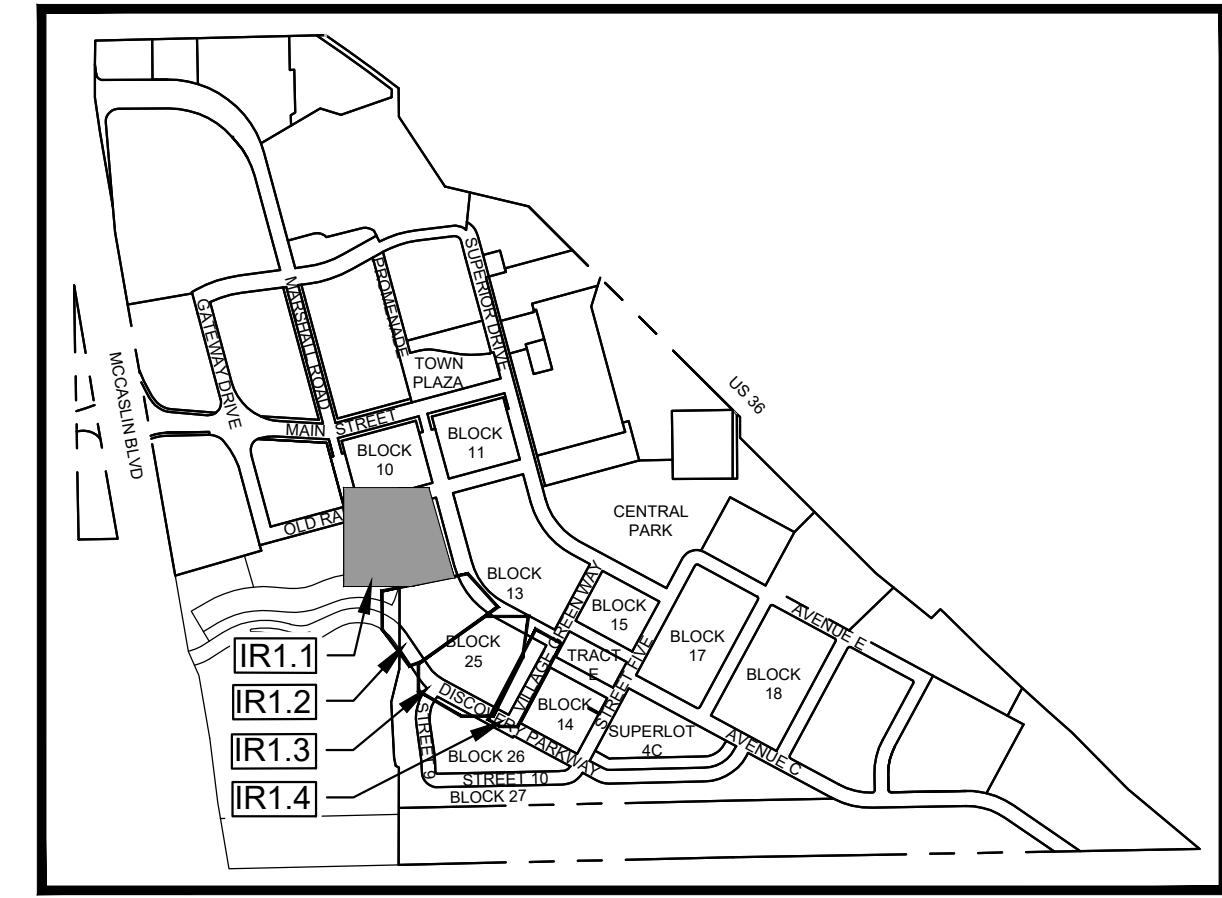 SUPERIOR DRIVE
PROMENADE
MARSHALL ROAD
GATEWAY DRIVE
MCCASLIN BLVD
US 36
TOWN
PLAZA
MAIN STREET
BLOCK
10
BLOCK
11
OLD RA
CENTRAL
PARK
BLOCK
13
VILLAGE GREEN WAY
BLOCK
15
STREET FIVE
BLOCK
17
AVENUE E
BLOCK
18
TRACT
E
BLOCK
25
BLOCK
14
SUPERLOT
4C
AVENUE C
DISCOVERY PARKWAY
STREET 9
BLOCK 26
STREET 10
BLOCK 27
IR1.1
IR1.2
IR1.3
IR1.4